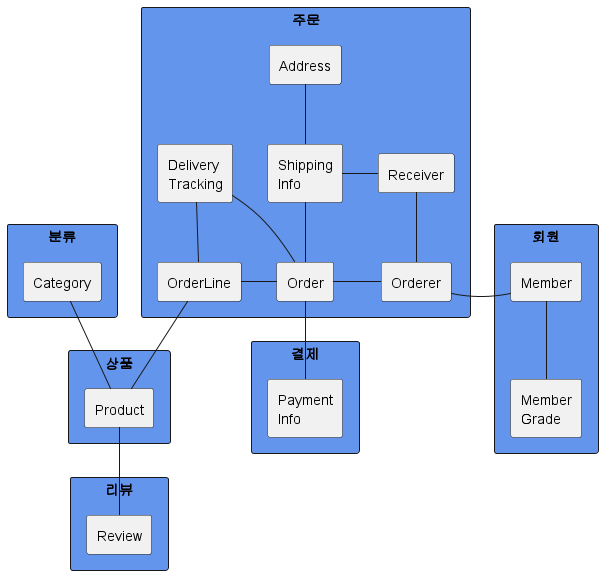 주문
Address
Delivery
Tracking
Shipping
Info
Receiver
분류
회원
Category
OrderLine
Order
Orderer
Member
상품
결제
Product
Payment
Info
Member
Grade
리뷰
Review